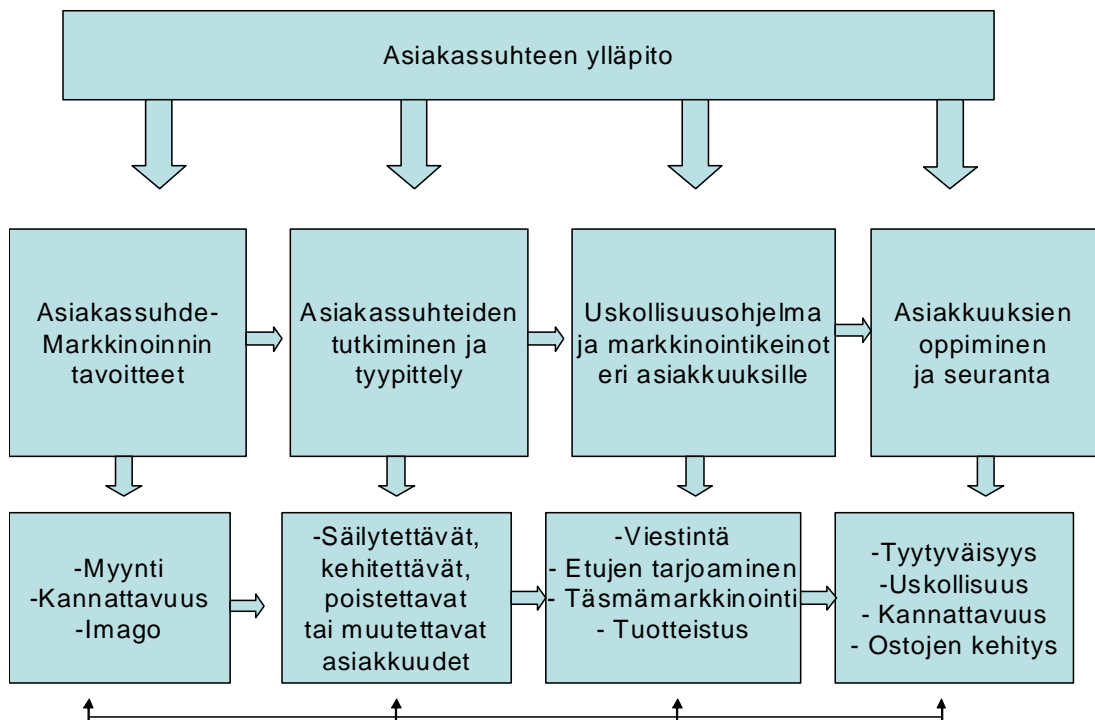 Asiakassuhteen ylläpito
Asiakassuhde-
Markkinoinnin
tavoitteet
Asiakassuhteiden
tutkiminen ja
tyypittely
Uskollisuusohjelma
ja markkinointikeinot
eri asiakkuuksille
Asiakkuuksien
oppiminen
ja seuranta
-Myynti
-Kannattavuus
-Imago
-Säilytettävät,
kehitettävät,
poistettavat
tai muutettavat
asiakkuudet
-Viestintä
- Etujen tarjoaminen
- Täsmämarkkinointi
- Tuotteistus
-Tyytyväisyys
-Uskollisuus
- Kannattavuus
- Ostojen kehitys